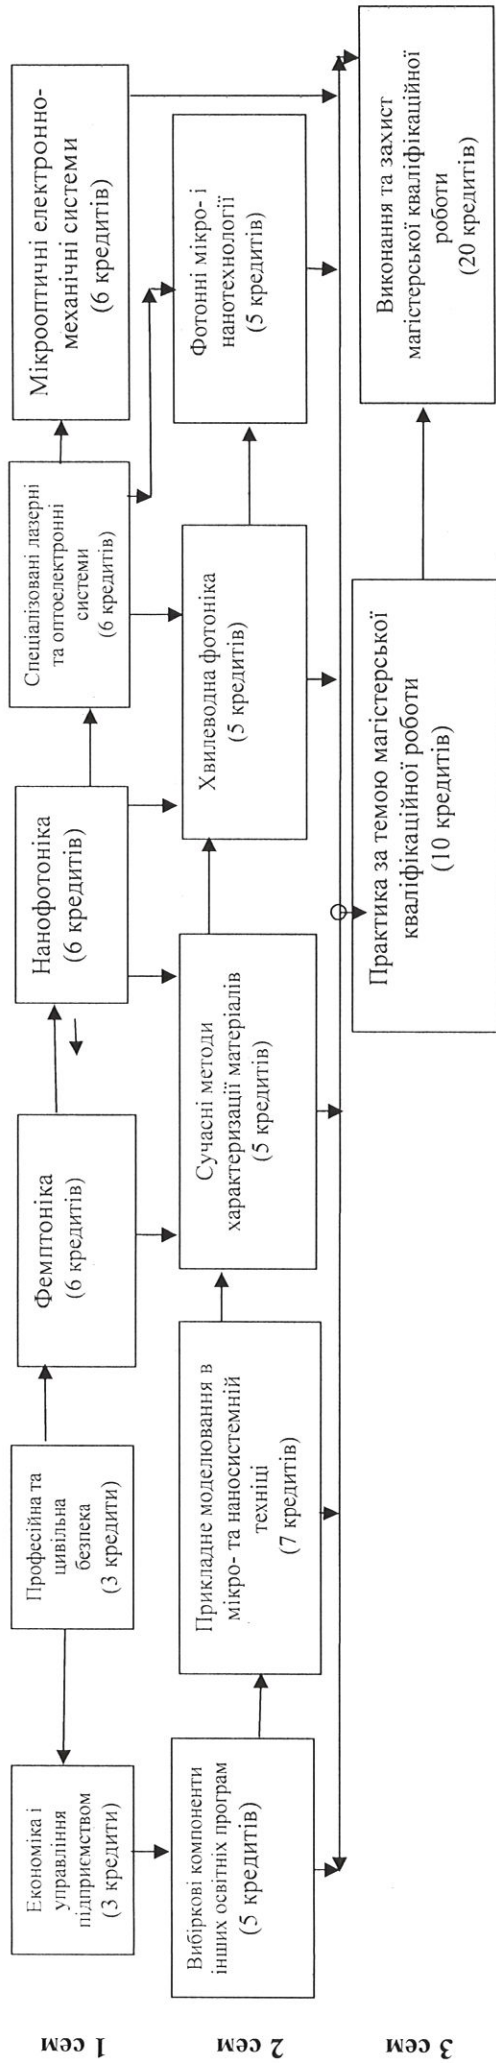 1 сем
Економіка і
управління
підприємством
(3 кредити)
Професійна та
цивільна
безпека
(3 кредити)
Фемптоніка
(6 кредитів)
Нанофотоніка
(6 кредитів)
Спеціалізовані лазерні
та оптоелектронні
системи
(6 кредитів)
Мікрооптичні електронно-
механічні системи
(6 кредитів)
2 сем
Вибіркові компоненти
інших освітніх програм
(5 кредитів)
Прикладне моделювання в
мікро- та наносистемній
техніці
(7 кредитів)
Сучасні методи
характеризації матеріалів
(5 кредитів)
Хвилеводна фотоніка
(5 кредитів)
Фотонні мікро- і
нанотехнології
(5 кредитів)
3 сем
Практика за темою магістерської
кваліфікаційної роботи
(10 кредитів)
Виконання та захист
магістерської кваліфікаційної
роботи
(20 кредитів)